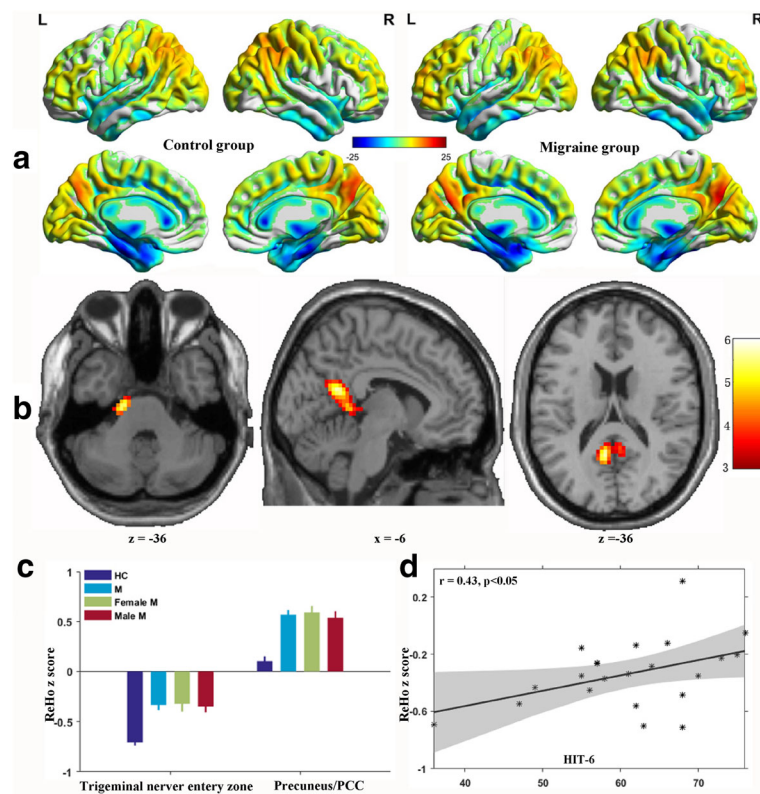 L R L R
Control group -25 25 Migraine group
a
b
6
5
4
3
z = -36 x = -6 z =-36
c
ReHo z score
1
0.5
0
-0.5
-1
HC
M
Female M
Male M
Trigeminal nerver entery zone Precuneus/PCC
d
ReHo z score
r = 0.43, p<0.05
0.2
-0.2
-0.6
-1
HIT-6
40 50 60 70